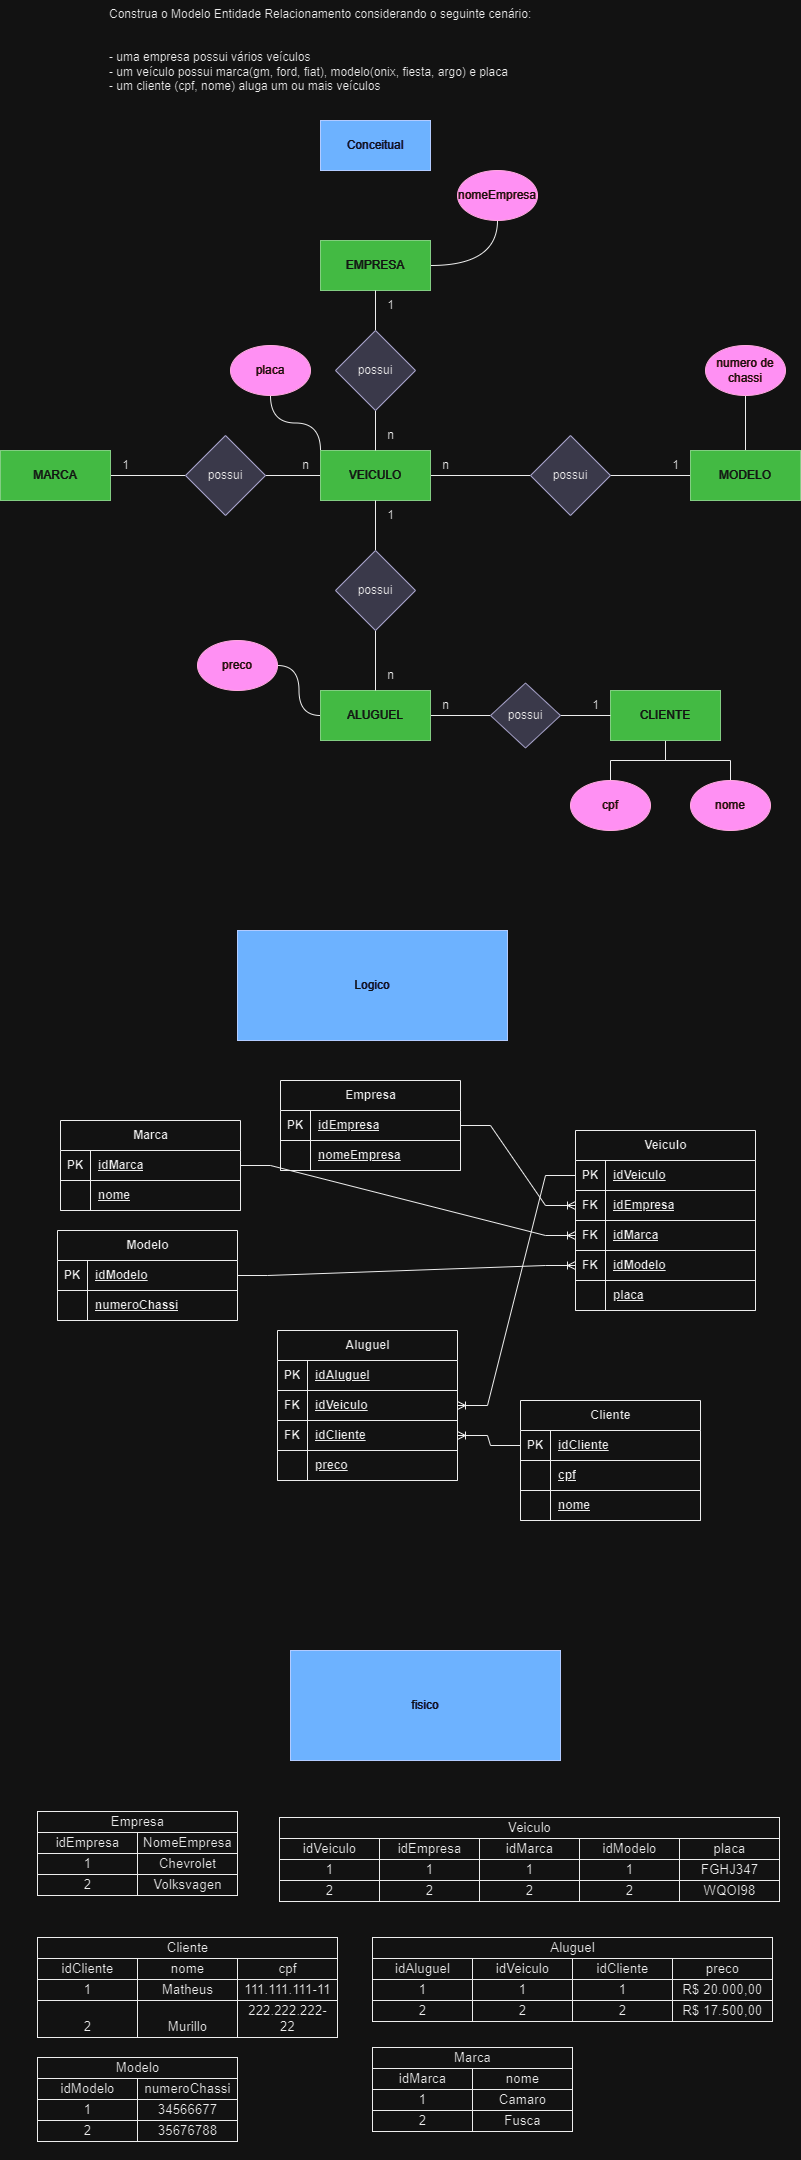 Construa o Modelo Entidade Relacionamento considerando o seguinte cenário:
- uma empresa possui vários veículos
- um veículo possui marca(gm, ford, fiat), modelo(onix, fiesta, argo) e placa
- um cliente (cpf, nome) aluga um ou mais veículos
Conceitual
nomeEmpresa
EMPRESA
1
possui
placa
numero de
chassi
n
MARCA
1
possui
n
VEICULO
n
possui
1
MODELO
1
possui
n
preco
ALUGUEL
n
possui
1
CLIENTE
cpf
nome
Logico
Empresa
PK idEmpresa
nomeEmpresa
Marca
PK idMarca
nome
Veiculo
PK idVeiculo
FK idEmpresa
FK idMarca
FK idModelo
placa
Modelo
PK idModelo
numeroChassi
Aluguel
PK idAluguel
FK idVeiculo
FK idCliente
preco
Cliente
PK idCliente
cpf
nome
fisico
Empresa
idEmpresa NomeEmpresa
1 Chevrolet
2 Volksvagen
Veiculo
idVeiculo idEmpresa idMarca idModelo placa
1 1 1 1 FGHJ347
2 2 2 2 WQOI98
Cliente
idCliente nome cpf
1 Matheus 111.111.111-11
2 Murillo 222.222.222-
22
Aluguel
idAluguel idVeiculo idCliente preco
1 1 1 R$ 20.000,00
2 2 2 R$ 17.500,00
Modelo
idModelo numeroChassi
1 34566677
2 35676788
Marca
idMarca nome
1 Camaro
2 Fusca